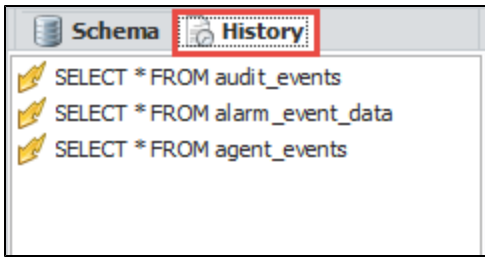 Schema History
SELECT * FROM audit_events
SELECT * FROM alarm_event_data
SELECT * FROM agent_events